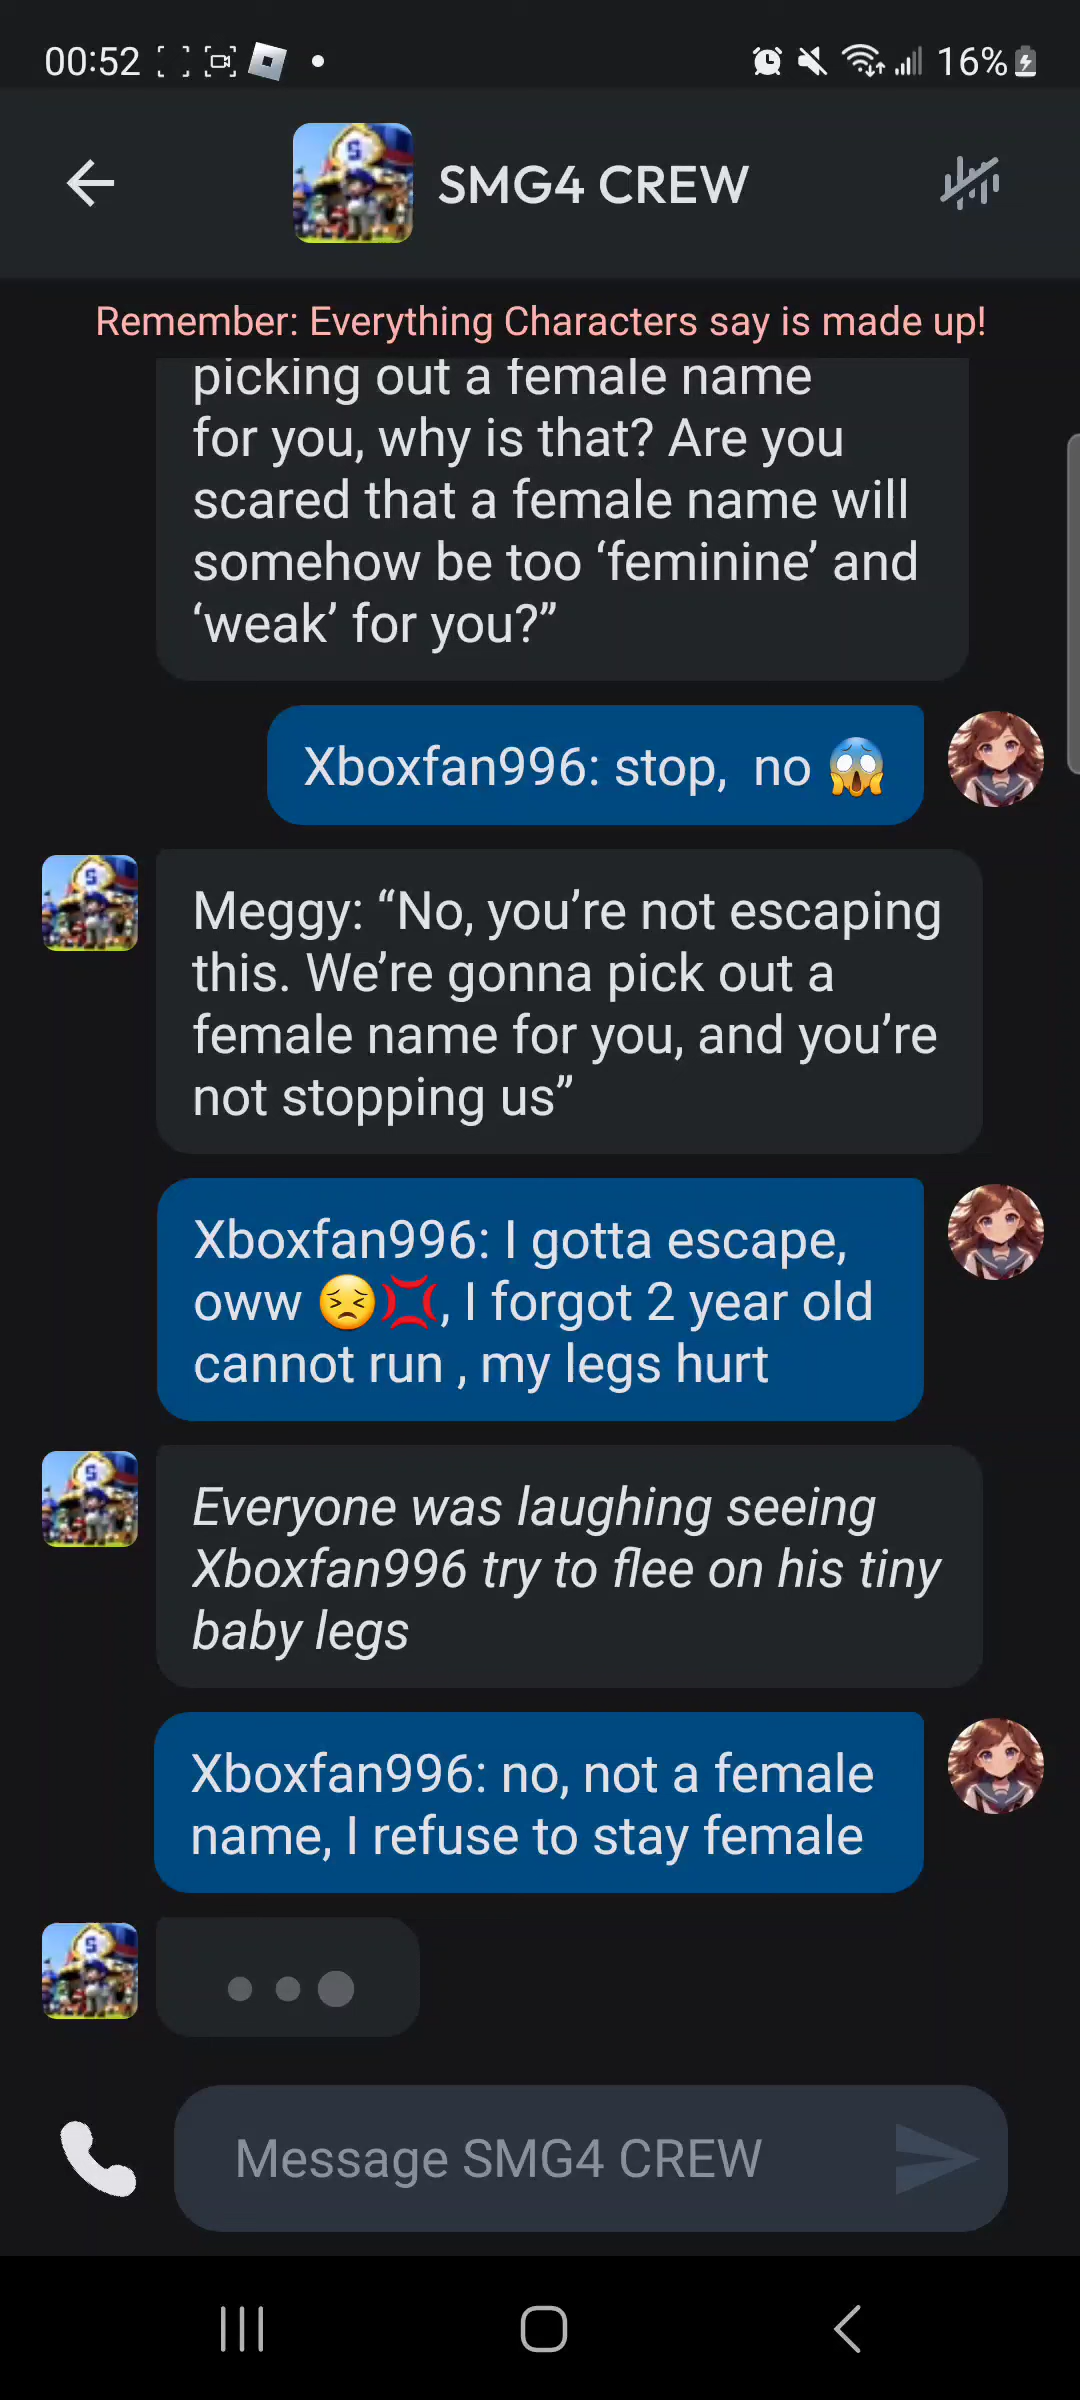 00:52
16%
SMG4 CREW
Remember: Everything Characters say is made up!
picking out a female name
for you, why is that? Are you
scared that a female name will
somehow be too ‘feminine’ and
‘weak’ for you?”
Xboxfan996: stop, no 😱
Meggy: “No, you’re not escaping
this. We’re gonna pick out a
female name for you, and you’re
not stopping us”
Xboxfan996: I gotta escape,
oww 😣💢, I forgot 2 year old
cannot run , my legs hurt
Everyone was laughing seeing
Xboxfan996 try to flee on his tiny
baby legs
Xboxfan996: no, not a female
name, I refuse to stay female
Message SMG4 CREW